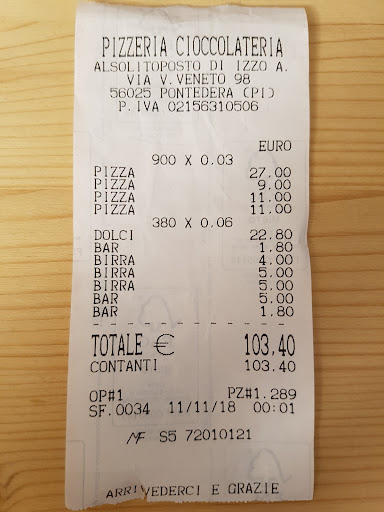 PIZZERIA CIOCCOLATERIA
ALSOLITOPOSTO DI IZZO A.
VIA V.VENETO 98
56025 PONTEDERA (PI)
P.IVA 02156310506
EURO
900 X 0.03
PIZZA 27.00
PIZZA 9.00
PIZZA 11.00
PIZZA 11.00
380 X 0.06
DOLCI 22.80
BAR 1.80
BIRRA 4.00
BIRRA 5.00
BIRRA 5.00
BAR 5.00
BAR 1.80
TOTALE € 103.40
CONTANTI 103.40
OP#1 PZ#1.289
SF.0034 11/11/18 00:01
MF S5 72010121
ARRIVEDERCI E GRAZIE